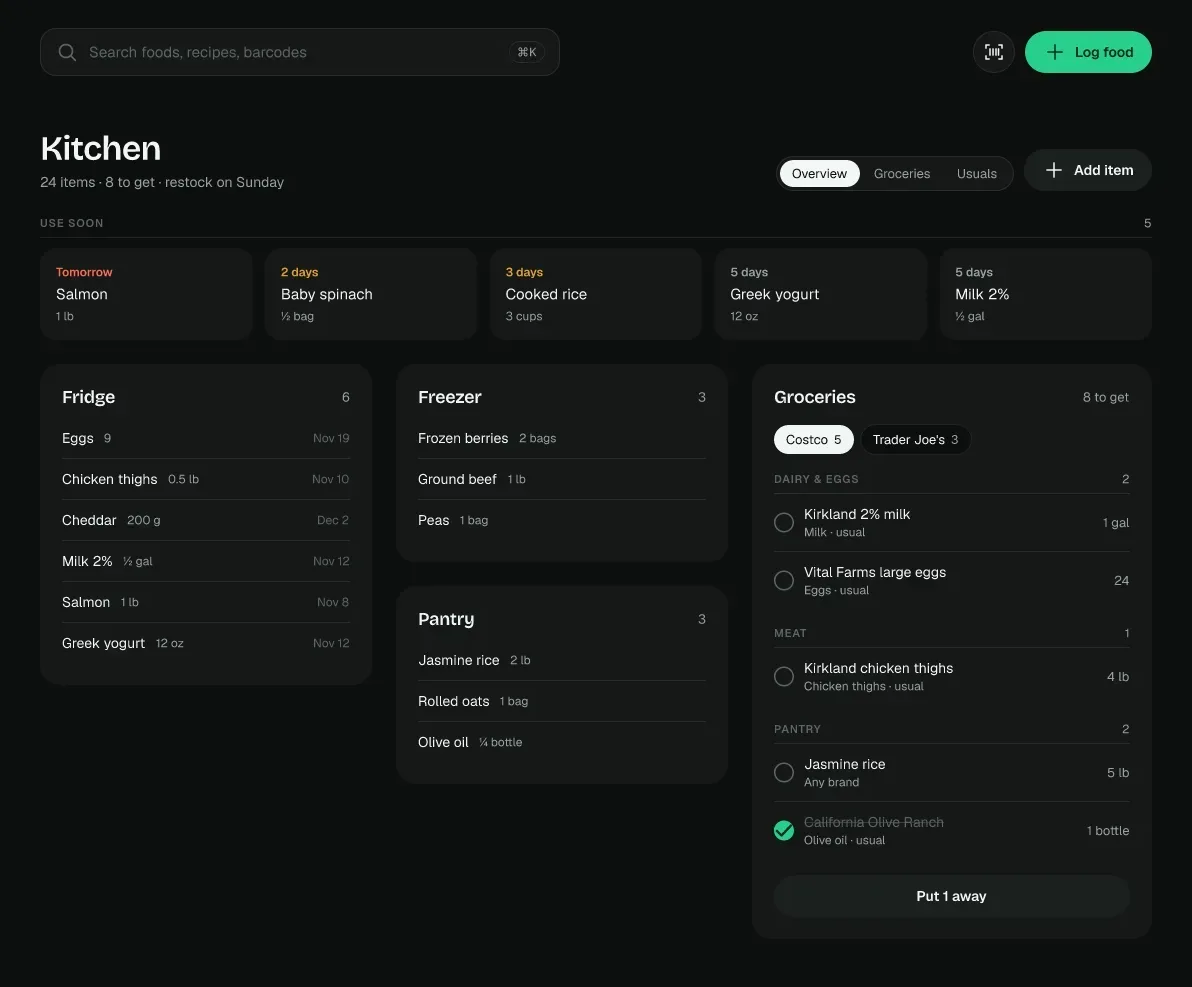 Search foods, recipes, barcodes ⌘K
Log food
Kitchen
24 items · 8 to get · restock on Sunday
Overview Groceries Usuals
Add item
USE SOON 5
Tomorrow
Salmon
1 lb
2 days
Baby spinach
½ bag
3 days
Cooked rice
3 cups
5 days
Greek yogurt
12 oz
5 days
Milk 2%
½ gal
Fridge 6
Eggs 9 Nov 19
Chicken thighs 0.5 lb Nov 10
Cheddar 200 g Dec 2
Milk 2% ½ gal Nov 12
Salmon 1 lb Nov 8
Greek yogurt 12 oz Nov 12
Freezer 3
Frozen berries 2 bags
Ground beef 1 lb
Peas 1 bag
Pantry 3
Jasmine rice 2 lb
Rolled oats 1 bag
Olive oil ¼ bottle
Groceries 8 to get
Costco 5 Trader Joe's 3
DAIRY & EGGS 2
Kirkland 2% milk 1 gal
Milk · usual
Vital Farms large eggs 24
Eggs · usual
MEAT 1
Kirkland chicken thighs 4 lb
Chicken thighs · usual
PANTRY 2
Jasmine rice 5 lb
Any brand
California Olive Ranch 1 bottle
Olive oil · usual
Put 1 away